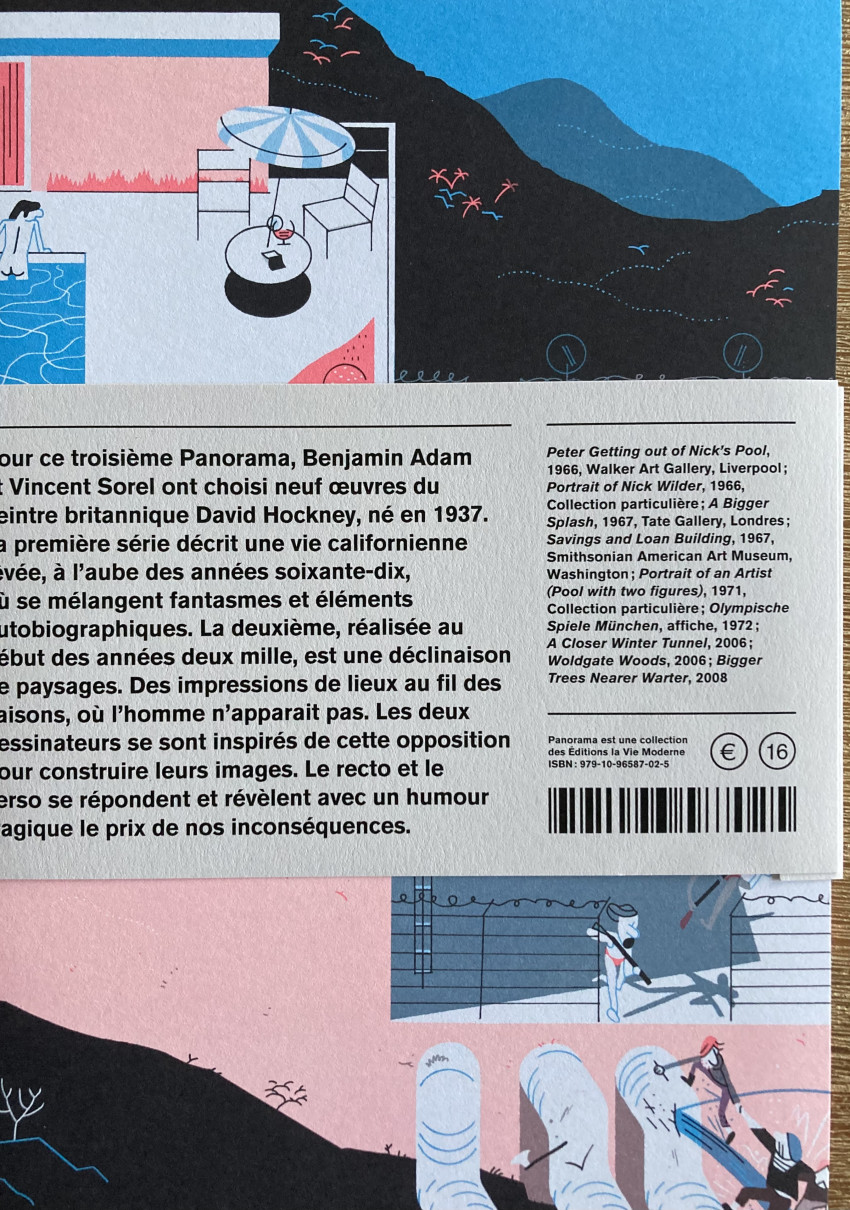 our ce troisième Panorama, Benjamin Adam
t Vincent Sorel ont choisi neuf œuvres du
eintre britannique David Hockney, né en 1937.
a première série décrit une vie californienne
êvée, à l'aube des années soixante-dix,
ù se mélangent fantasmes et éléments
utobiographiques. La deuxième, réalisée au
ébut des années deux mille, est une déclinaison
e paysages. Des impressions de lieux au fil des
aisons, où l'homme n'apparait pas. Les deux
essinateurs se sont inspirés de cette opposition
our construire leurs images. Le recto et le
erso se répondent et révèlent avec un humour
ragique le prix de nos inconséquences.
Peter Getting out of Nick's Pool,
1966, Walker Art Gallery, Liverpool ;
Portrait of Nick Wilder, 1966,
Collection particulière ; A Bigger
Splash, 1967, Tate Gallery, Londres ;
Savings and Loan Building, 1967,
Smithsonian American Art Museum,
Washington ; Portrait of an Artist
(Pool with two figures), 1971,
Collection particulière ; Olympische
Spiele München, affiche, 1972 ;
A Closer Winter Tunnel, 2006 ;
Woldgate Woods, 2006 ; Bigger
Trees Nearer Warter, 2008
Panorama est une collection
des Éditions la Vie Moderne
ISBN : 979-10-96587-02-5
€ 16